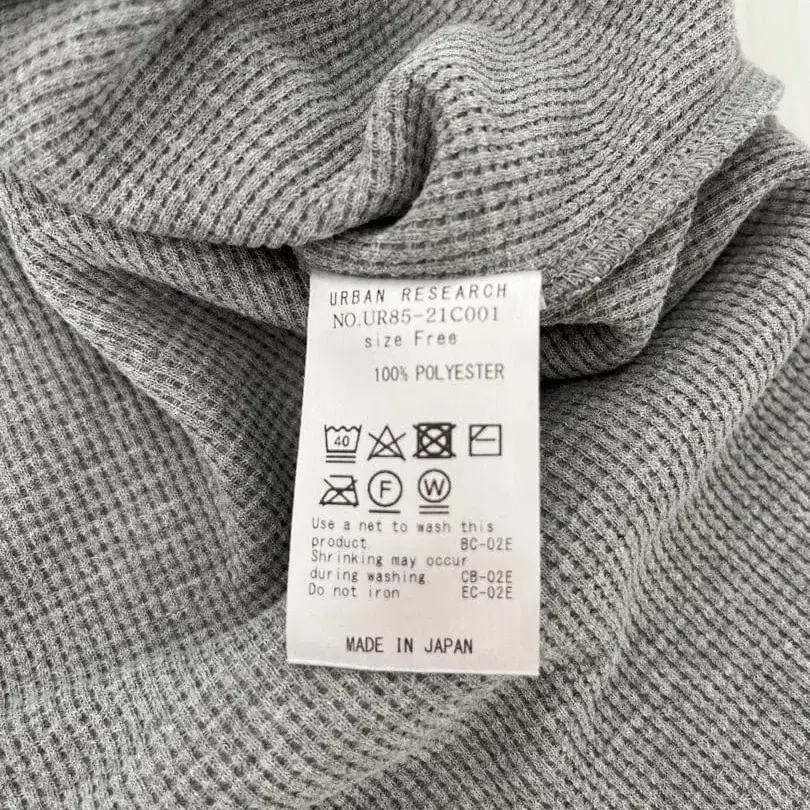 URBAN RESEARCH
NO.UR85-21C001
size Free
100% POLYESTER
40
F W
Use a net to wash this
product BC-02E
Shrinking may occur
during washing CB-02E
Do not iron EC-02E
MADE IN JAPAN